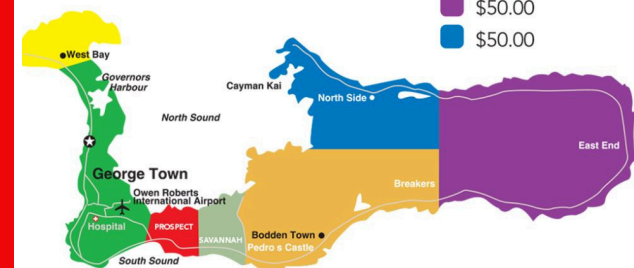 $50.00
$50.00
West Bay
Governors
Harbour
Cayman Kai
North Side
North Sound
East End
George Town
Owen Roberts
International Airport
Breakers
Hospital
PROSPECT
SAVANNAH
Bodden Town
Pedro s Castle
South Sound